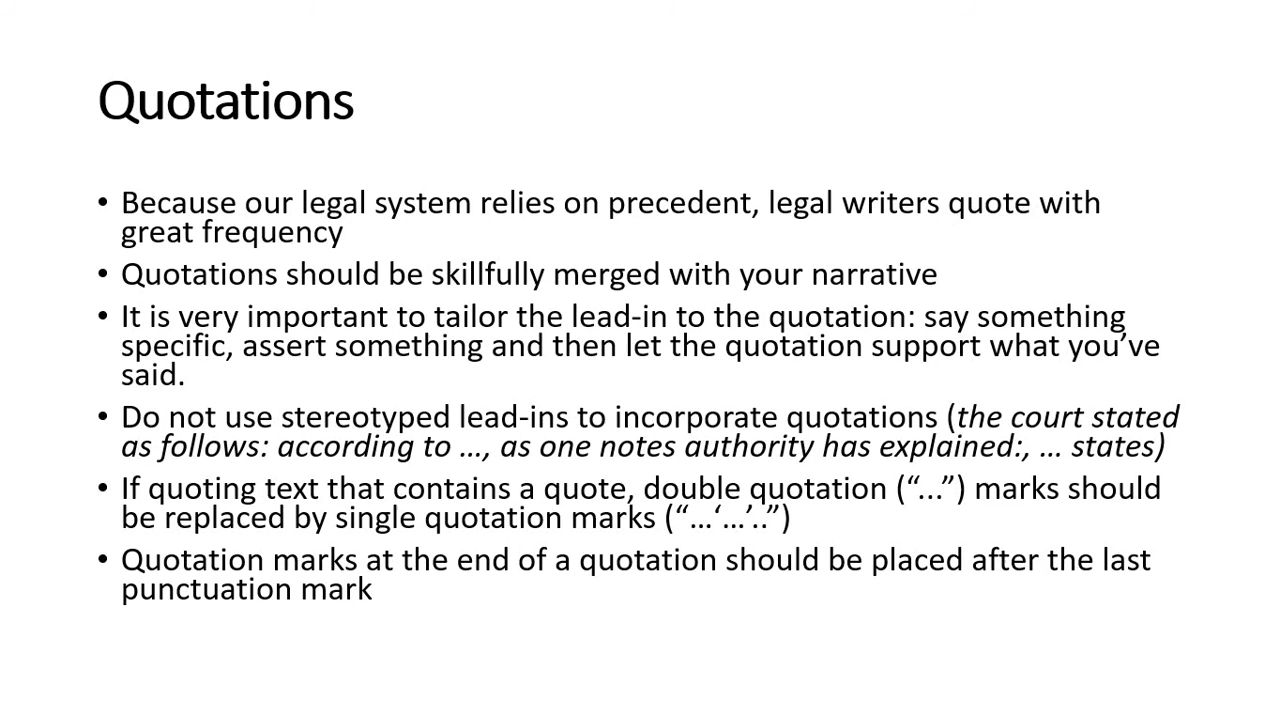 Quotations
• Because our legal system relies on precedent, legal writers quote with
great frequency
• Quotations should be skillfully merged with your narrative
• It is very important to tailor the lead-in to the quotation: say something
specific, assert something and then let the quotation support what you’ve
said.
• Do not use stereotyped lead-ins to incorporate quotations (the court stated
as follows: according to …, as one notes authority has explained:, … states)
• If quoting text that contains a quote, double quotation (“...”) marks should
be replaced by single quotation marks (“…‘…’..”)
• Quotation marks at the end of a quotation should be placed after the last
punctuation mark